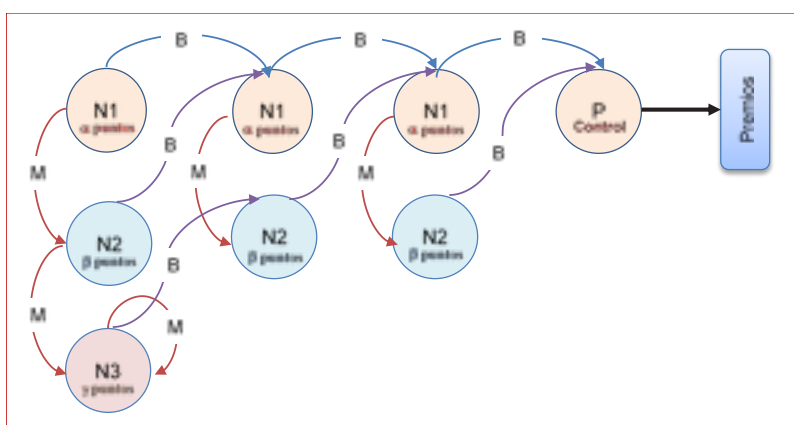 B
B
B
N1
α puntos
N1
α puntos
N1
α puntos
P
Control
Premios
B
B
B
M
M
M
N2
β puntos
N2
β puntos
N2
β puntos
B
M
M
N3
γ puntos